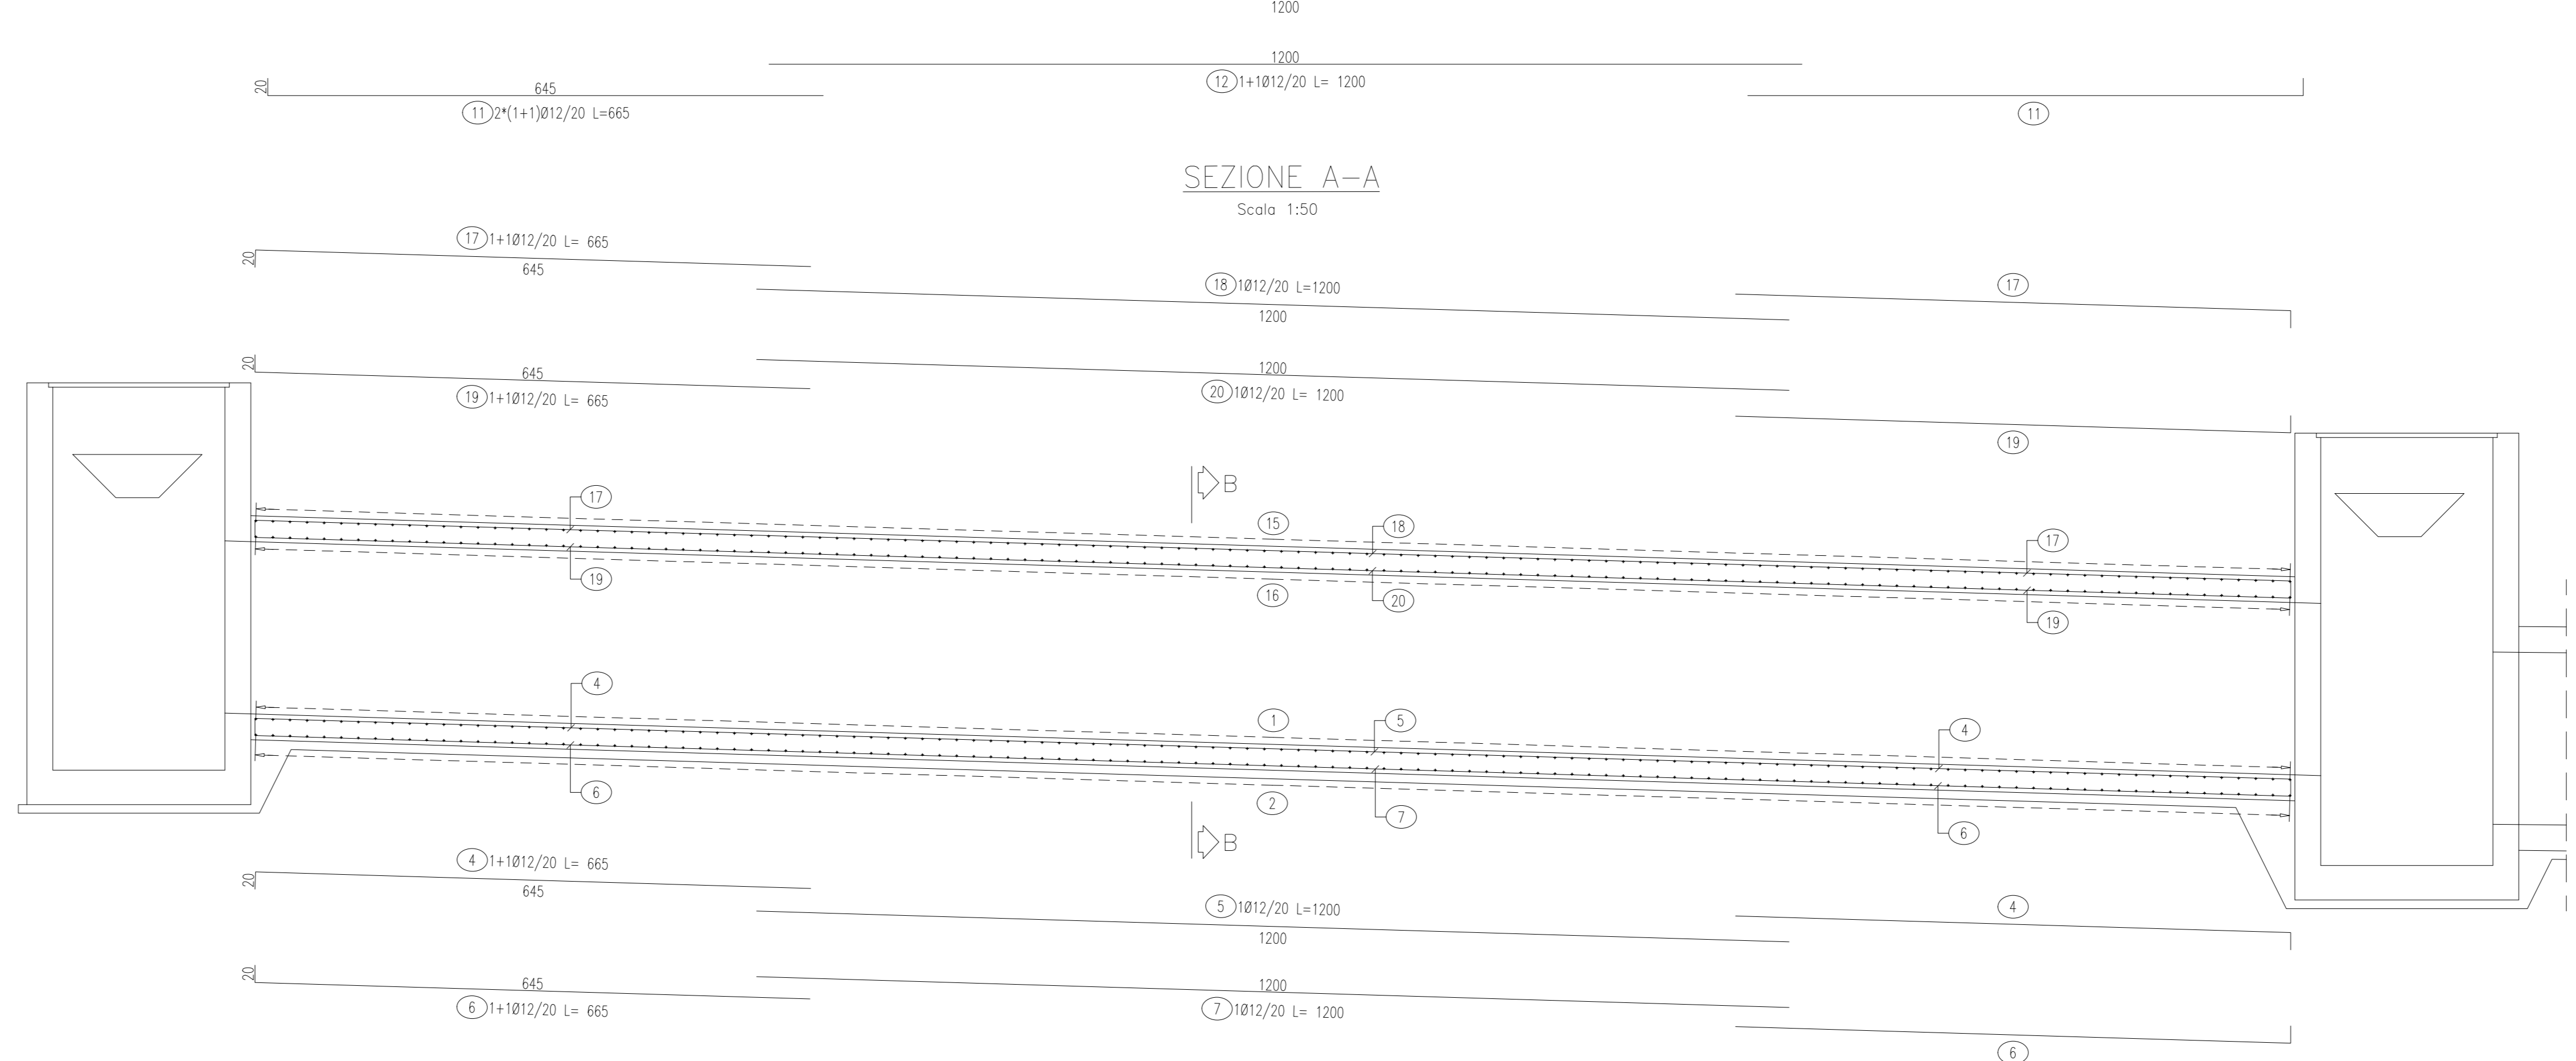 1200
1200
12 1+1Ø12/20 L= 1200
20
645
11 2*(1+1)Ø12/20 L=665
11
SEZIONE A-A
Scala 1:50
17 1+1Ø12/20 L= 665
20
645
18 1Ø12/20 L=1200
1200
17
20
645
19 1+1Ø12/20 L= 665
1200
20 1Ø12/20 L= 1200
19
B
17
15
18
17
19
16
20
19
4
1
5
4
6
2
7
6
B
4 1+1Ø12/20 L= 665
20
645
5 1Ø12/20 L=1200
1200
4
20
645
6 1+1Ø12/20 L= 665
1200
7 1Ø12/20 L= 1200
6